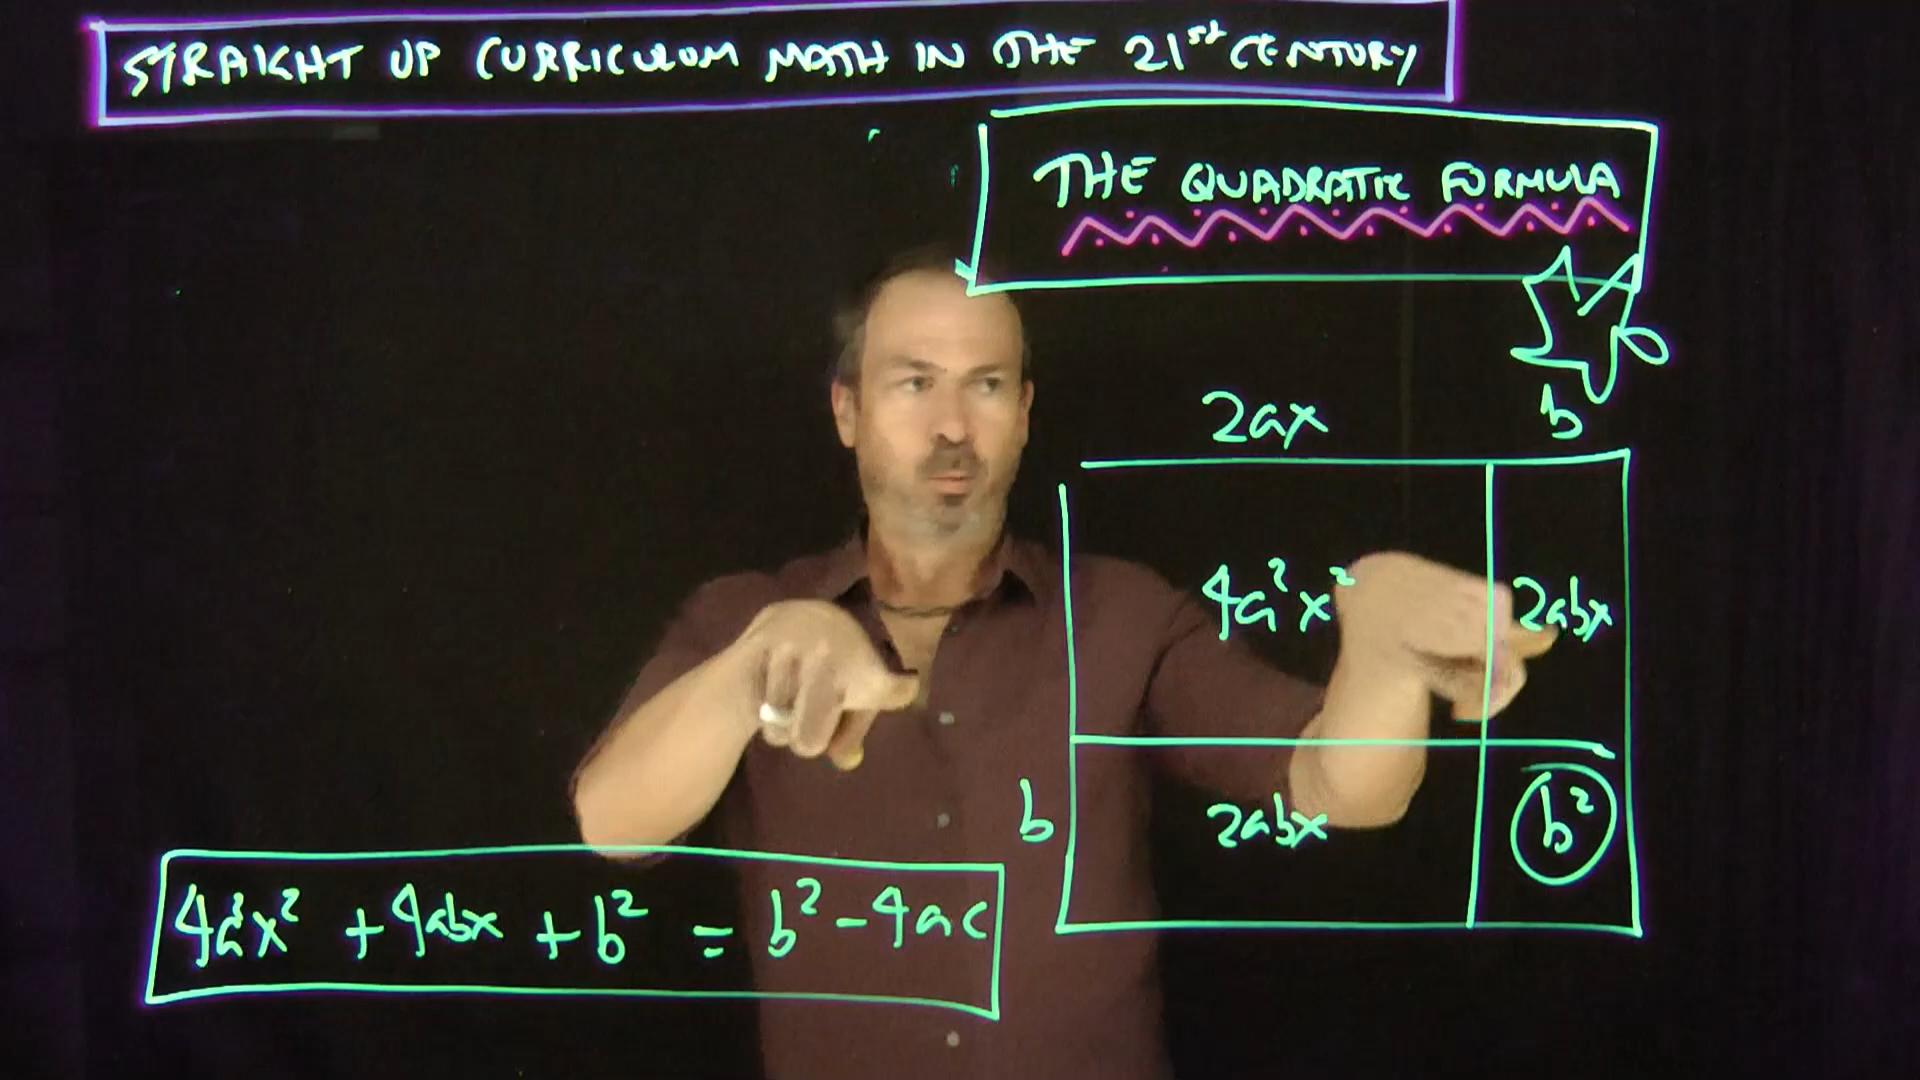 STRAIGHT UP CURRICULUM MATH IN THE 21st CENTURY
THE QUADRATIC FORMULA
2ax b
4a²x² 2abx
b 2abx b²
4a²x² + 4abx + b² = b² - 4ac